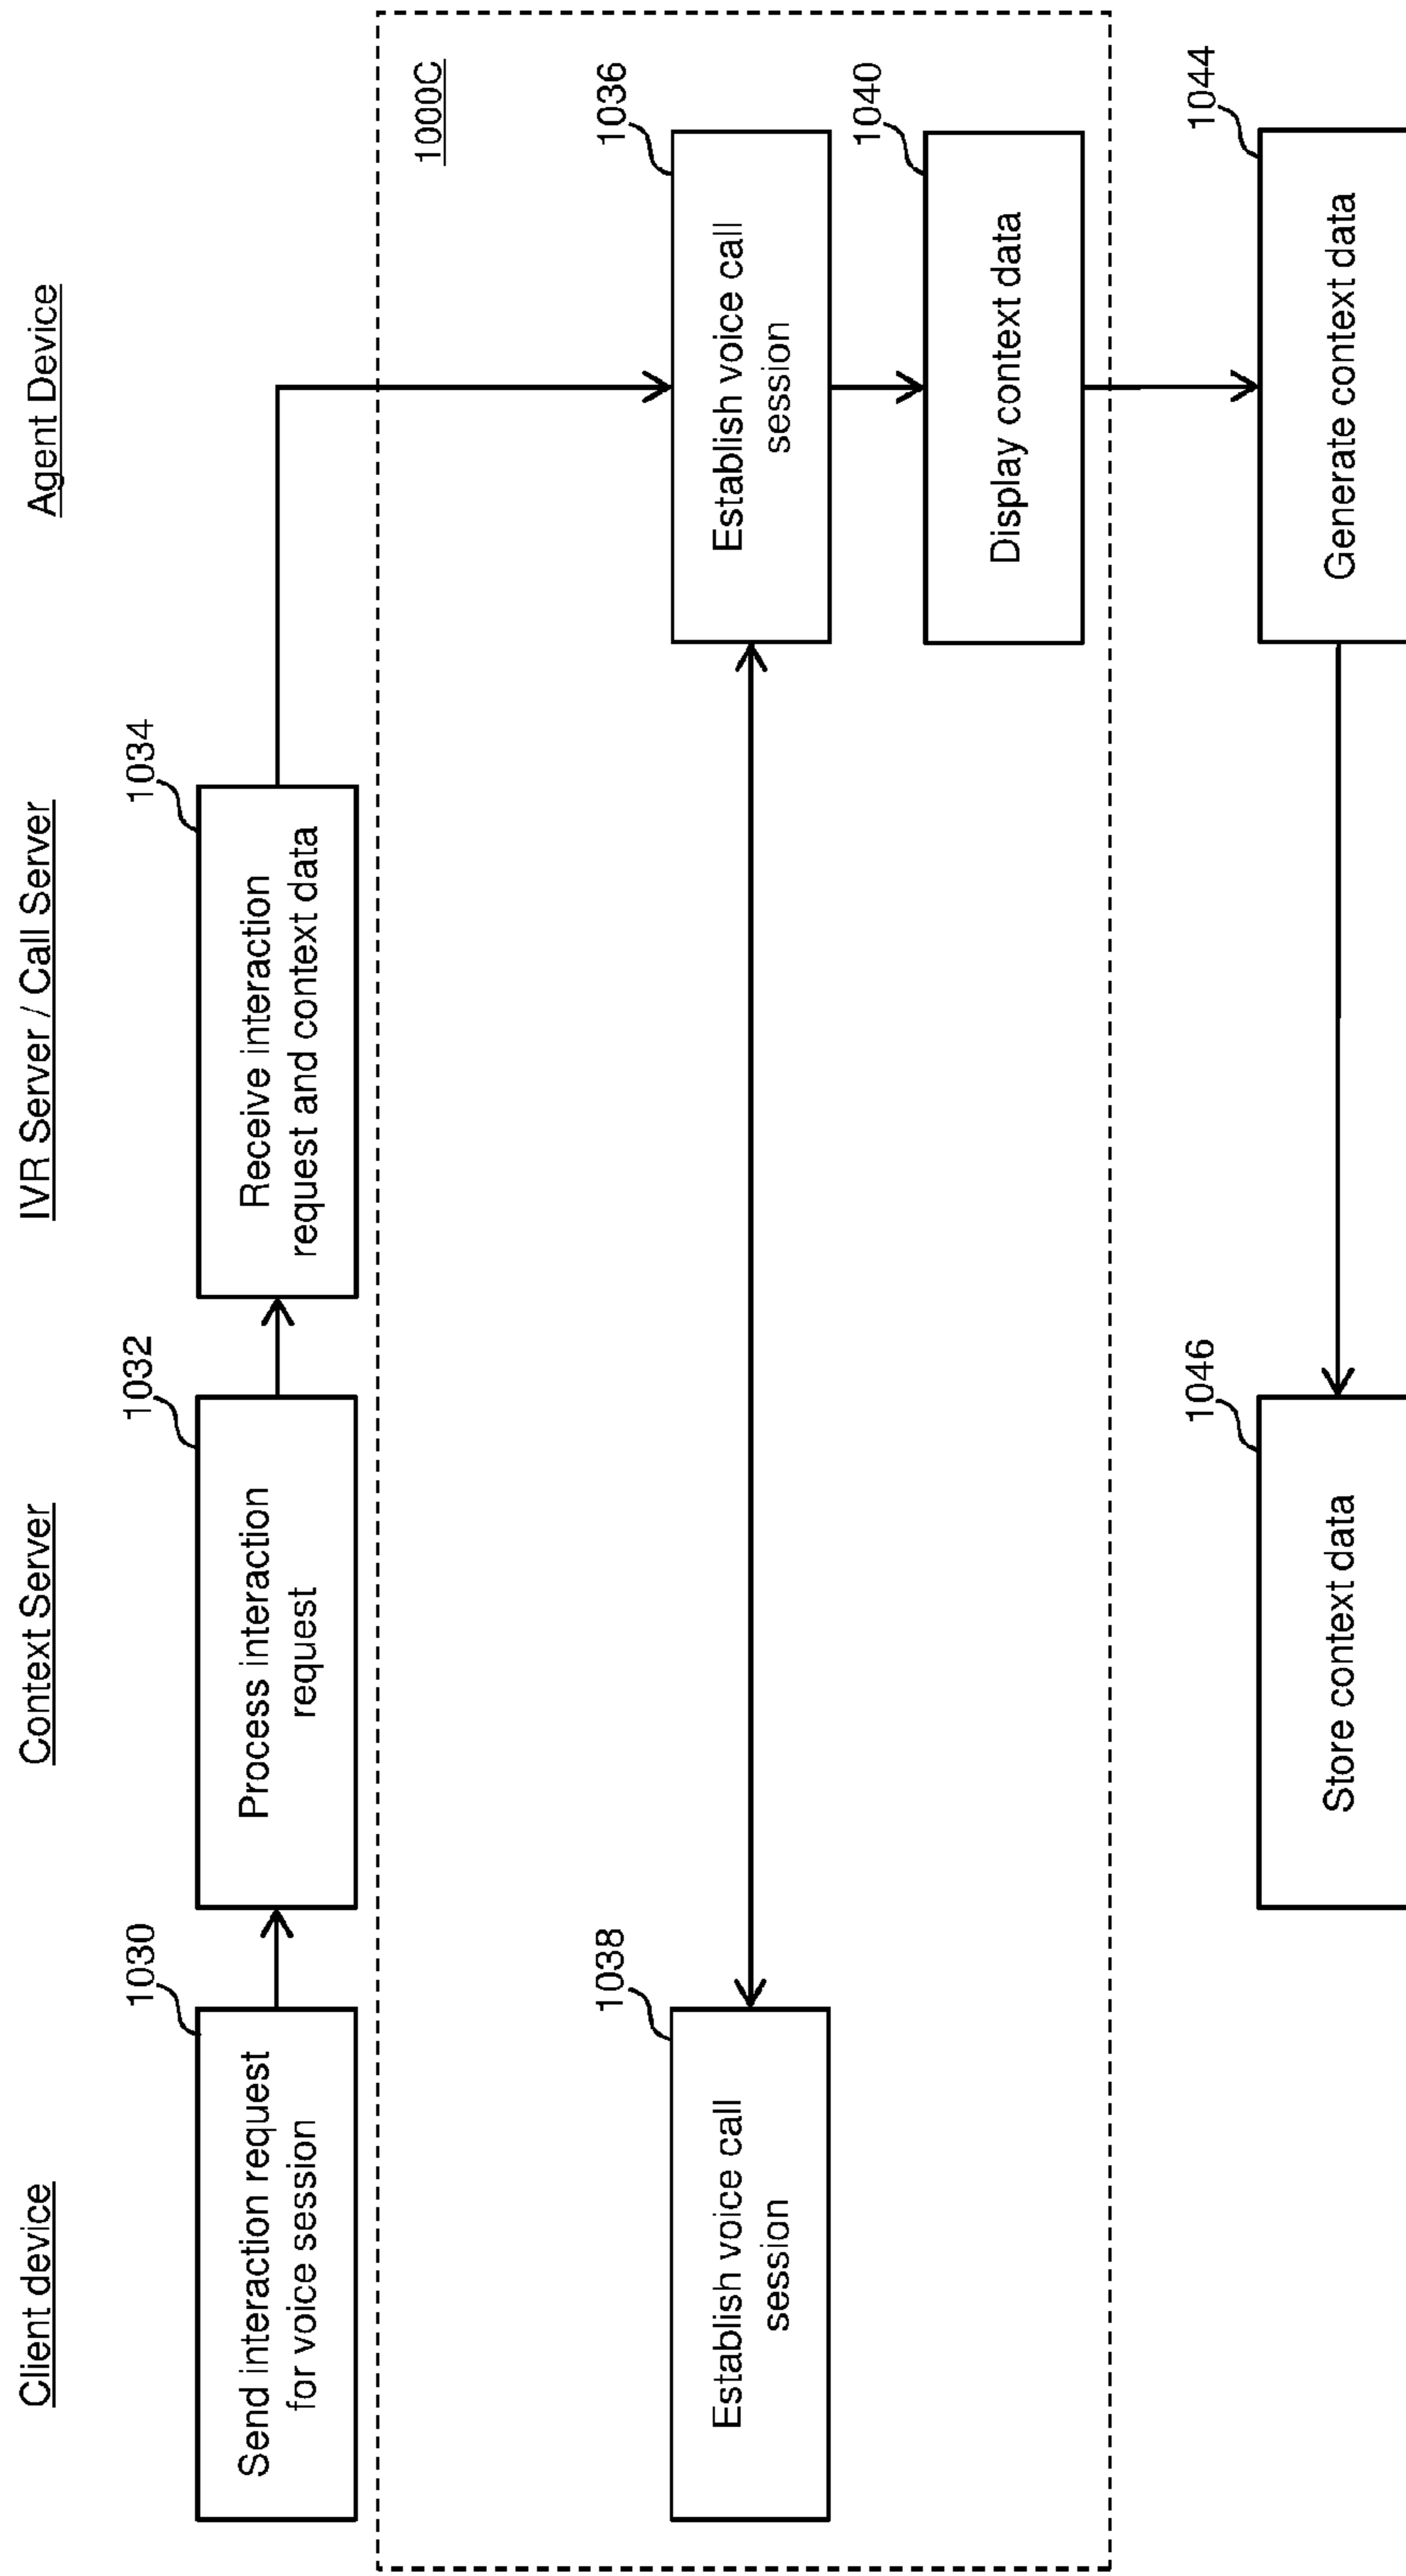 Client device
Context Server
IVR Server / Call Server
Agent Device
1030
Send interaction request
for voice session
1032
Process interaction
request
1034
Receive interaction
request and context data
1000C
1038
Establish voice call
session
1036
Establish voice call
session
1040
Display context data
1046
Store context data
1044
Generate context data